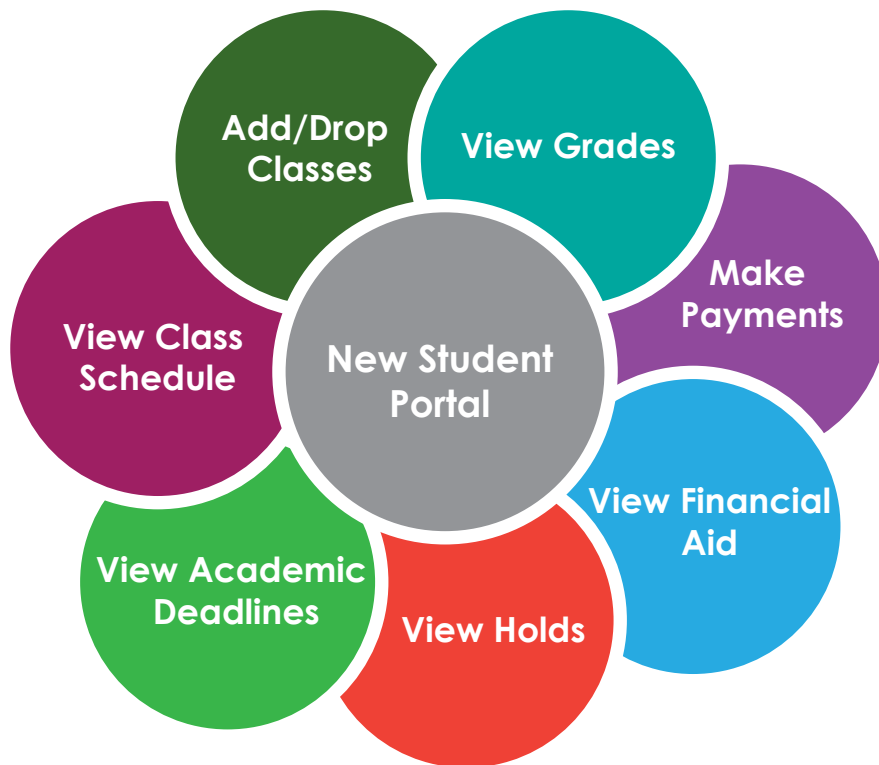 Add/Drop
Classes
View Grades
Make
Payments
View Class
Schedule
New Student
Portal
View Financial
Aid
View Academic
Deadlines
View Holds